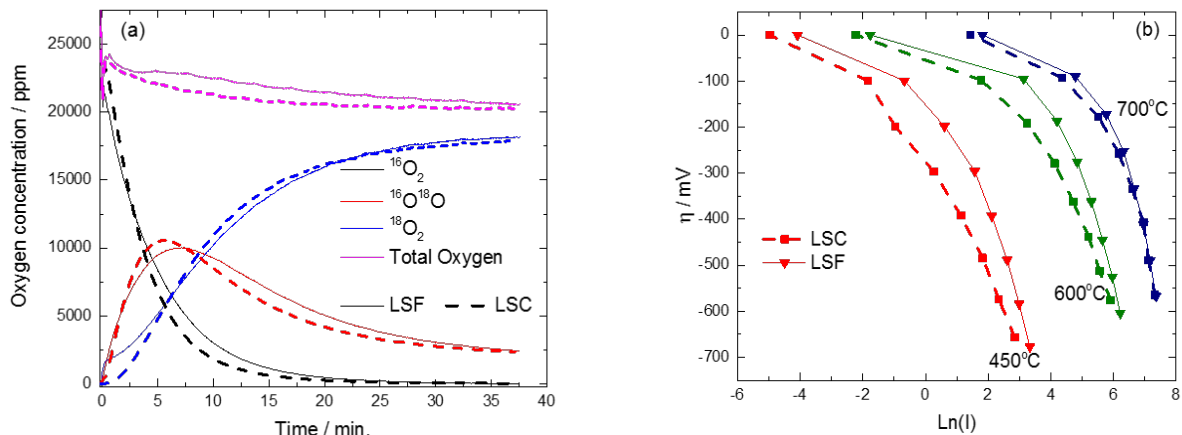 (a)
Oxygen concentration / ppm
25000
20000
15000
10000
5000
0
¹⁶O₂
¹⁶O¹⁸O
¹⁸O₂
Total Oxygen
LSF LSC
0 5 10 15 20 25 30 35 40
Time / min.
(b)
η / mV
0
-100
-200
-300
-400
-500
-600
-700
700°C
LSC
LSF
600°C
450°C
-6 -4 -2 0 2 4 6 8
Ln(I)